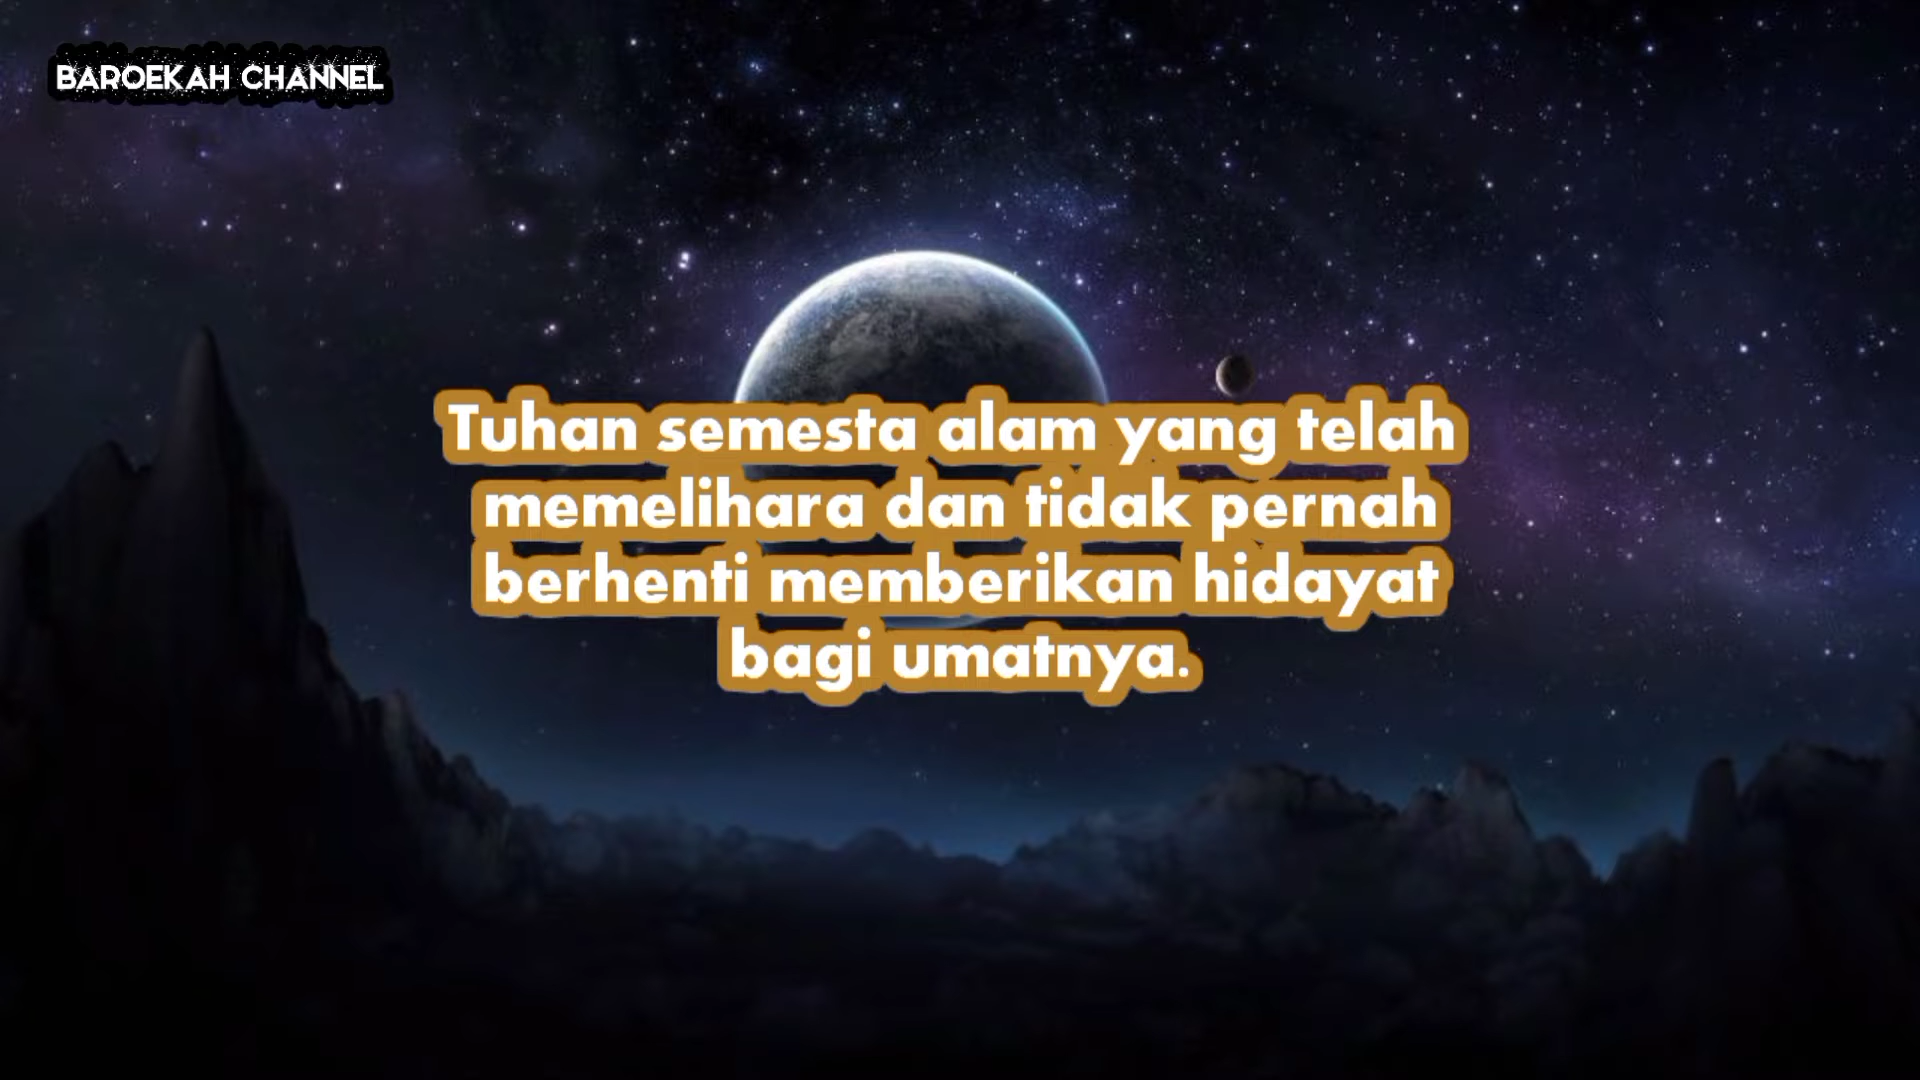 BAROEKAH CHANNEL
Tuhan semesta alam yang telah
memelihara dan tidak pernah
berhenti memberikan hidayat
bagi umatnya.